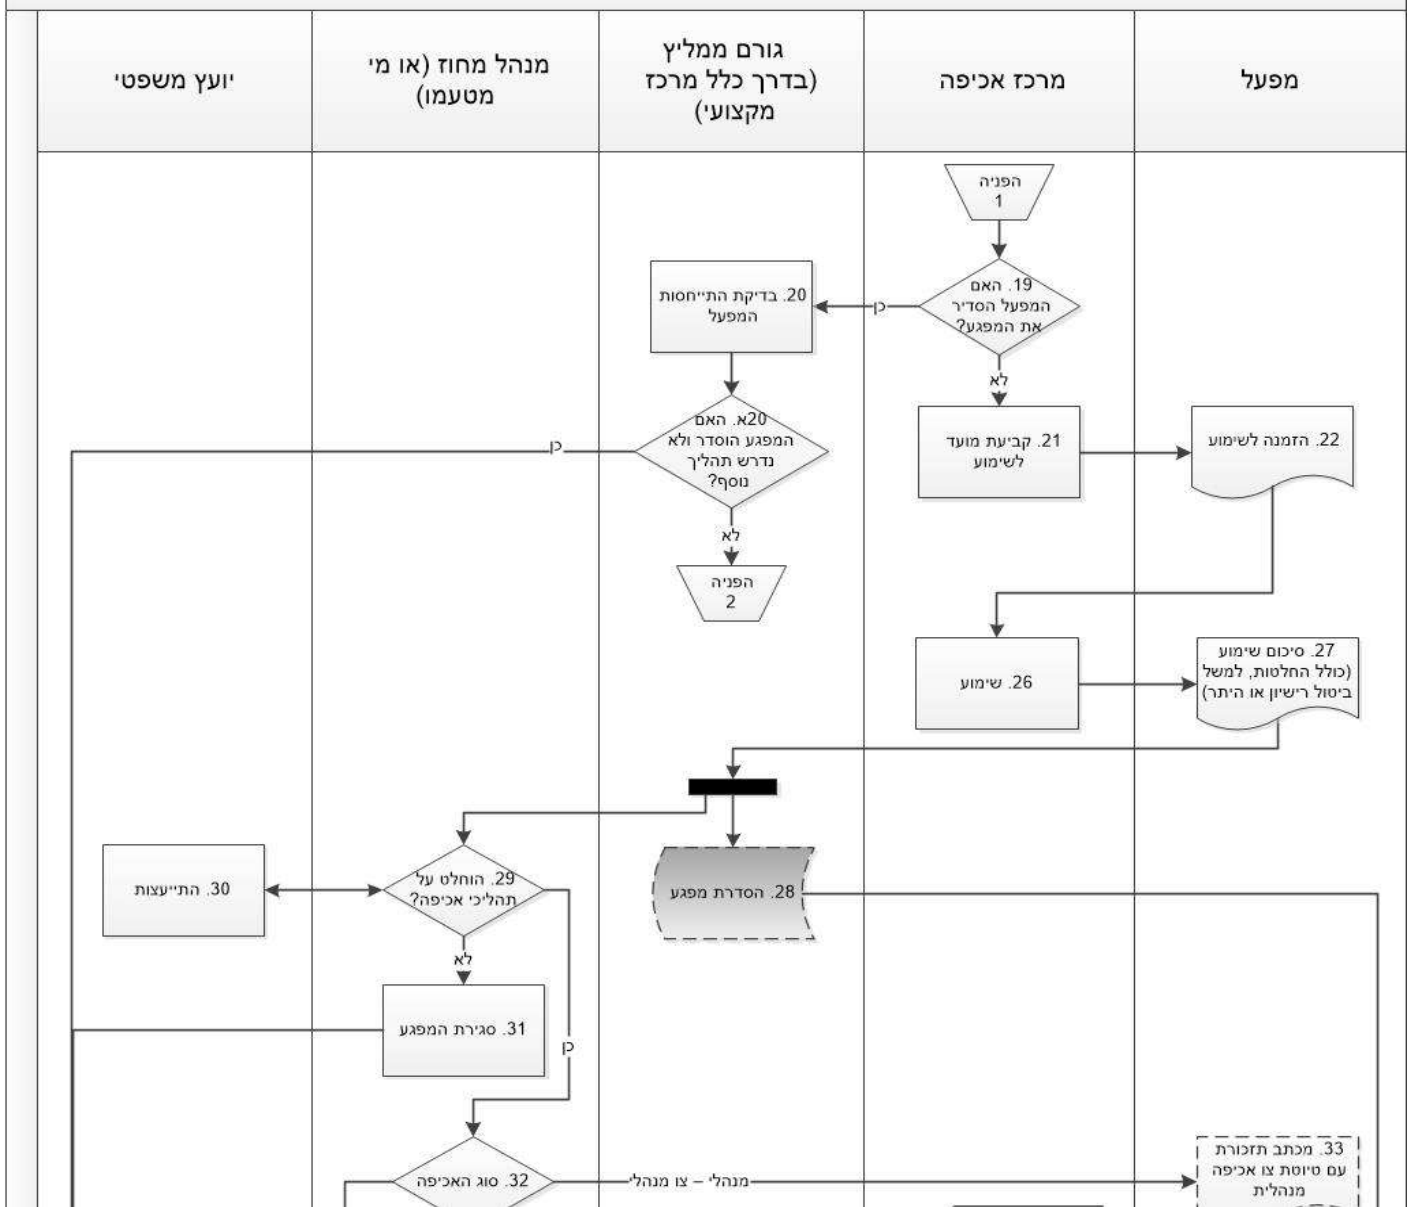 מפעל
מרכז אכיפה
גורם ממליץ
(בדרך כלל מרכז
מקצועי)
מנהל מחוז (או מי
מטעמו)
יועץ משפטי
הפניה
1
19. האם
המפעל הסדיר
את המפגע?
כן
לא
20. בדיקת התייחסות
המפעל
20א. האם
המפגע הוסדר ולא
נדרש תהליך
נוסף?
כן
לא
הפניה
2
21. קביעת מועד
לשימוע
22. הזמנה לשימוע
26. שימוע
27. סיכום שימוע
(כולל החלטות, למשל
ביטול רישיון או היתר)
28. הסדרת מפגע
29. הוחלט על
תהליכי אכיפה?
30. התייעצות
לא
כן
31. סגירת המפגע
32. סוג האכיפה
מנהלי – צו מנהלי
33. מכתב תזכורת
עם טיוטת צו אכיפה
מנהלית